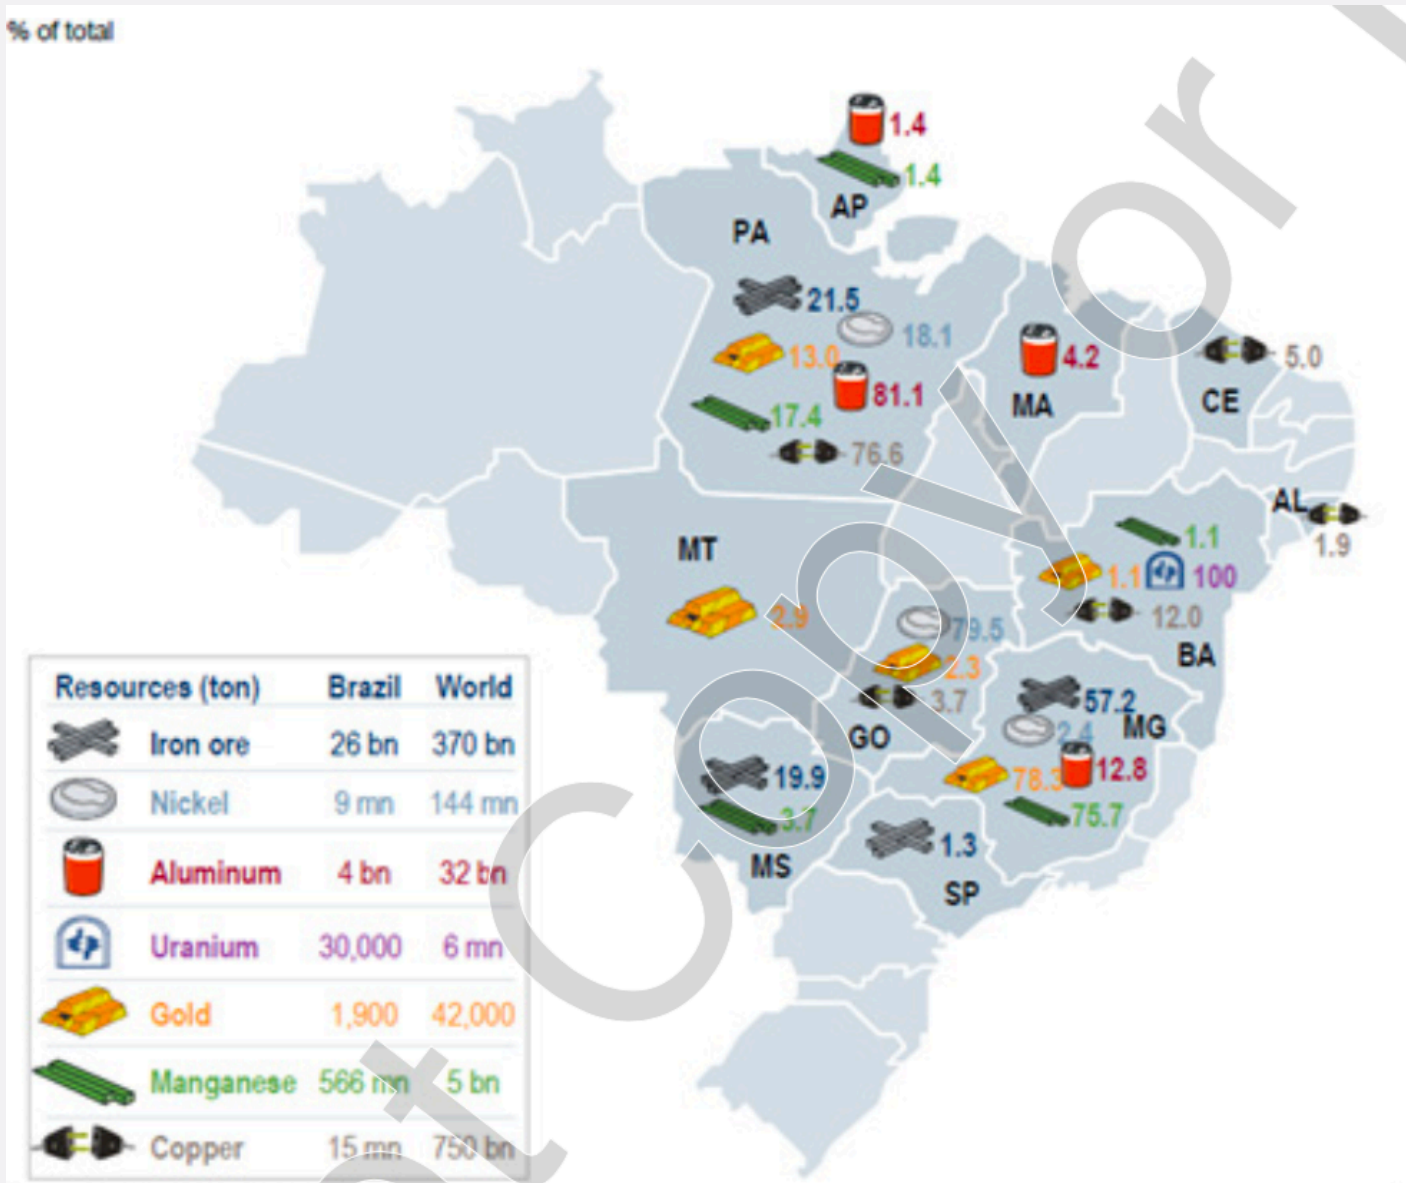 % of total
1.4
1.4
AP
PA
21.5
18.1
13.0
81.1
17.4
76.6
4.2
MA
5.0
CE
AL
1.9
MT
2.9
1.1
1.1
100
12.0
BA
79.5
2.3
3.7
GO
57.2
2.4
MG
78.3
12.8
75.7
19.9
3.7
MS
1.3
SP
Resources (ton) Brazil World
Iron ore 26 bn 370 bn
Nickel 9 mn 144 mn
Aluminum 4 bn 32 bn
Uranium 30,000 6 mn
Gold 1,900 42,000
Manganese 566 mn 5 bn
Copper 15 mn 750 bn
t Copy or